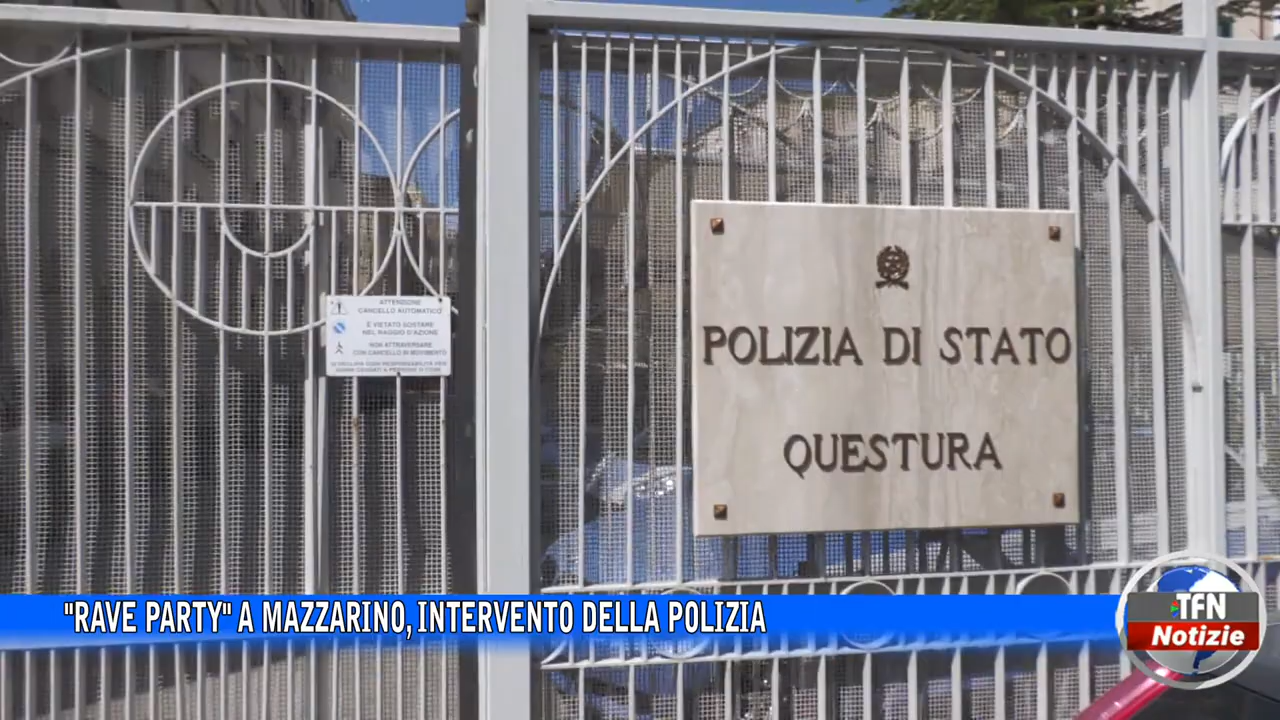 ATTENZIONE
CANCELLO AUTOMATICO
È VIETATO SOSTARE
NEL RAGGIO D'AZIONE
NON ATTRAVERSARE
CON CANCELLO IN MOVIMENTO
POLIZIA DI STATO
QUESTURA
"RAVE PARTY" A MAZZARINO, INTERVENTO DELLA POLIZIA
TFN
Notizie